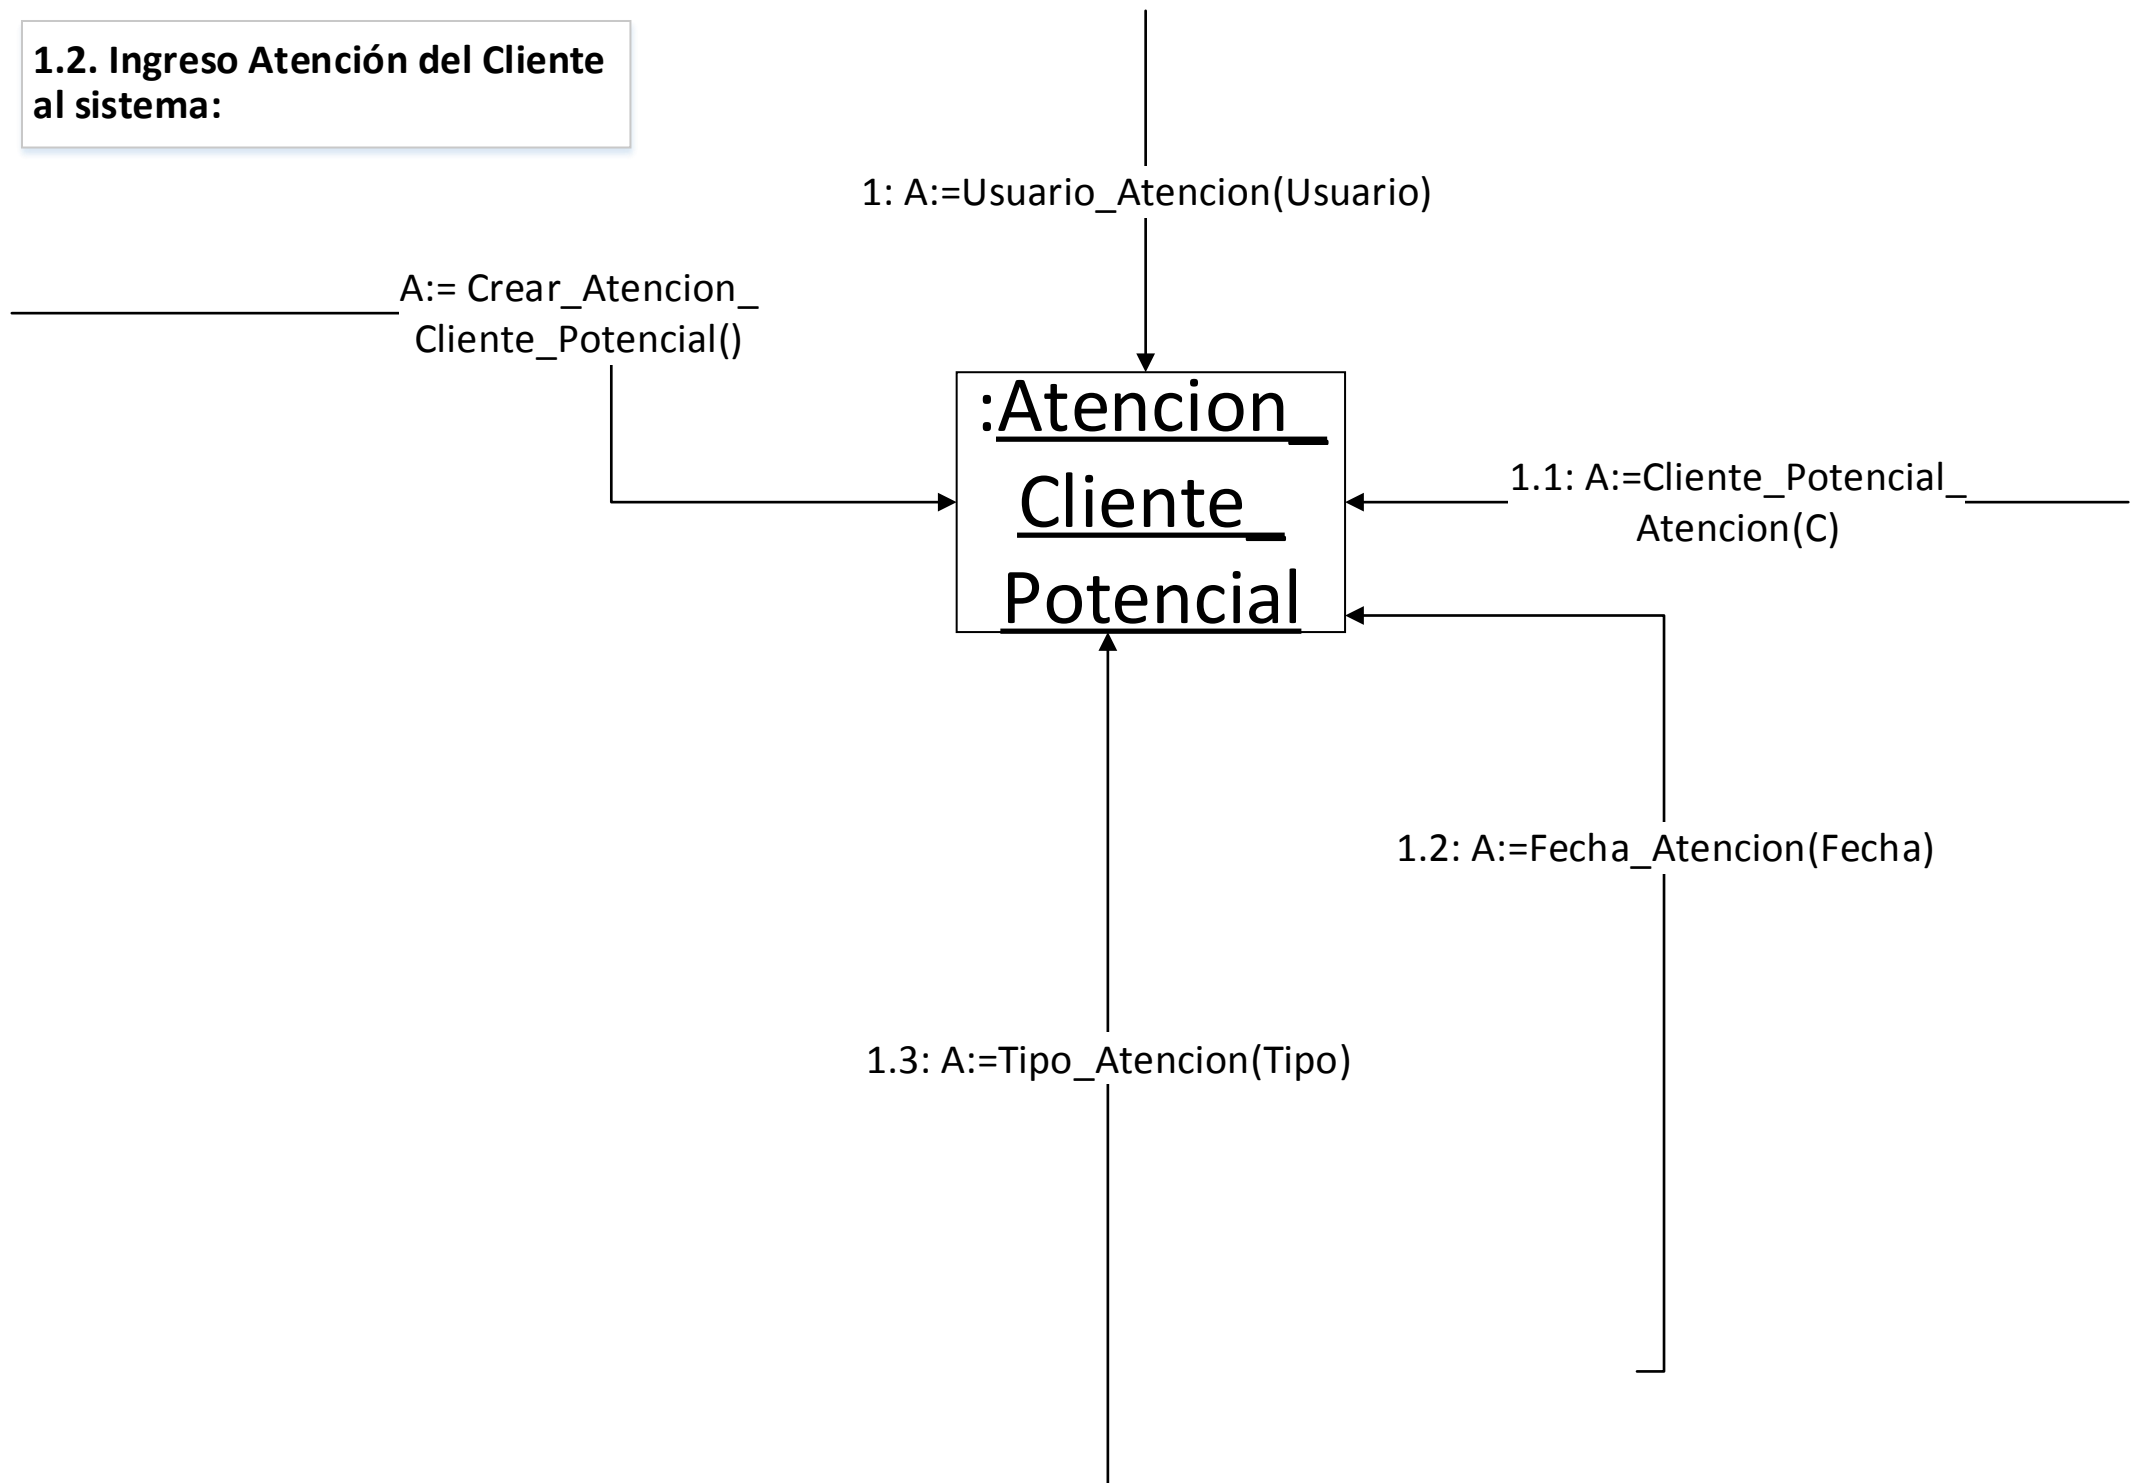 1.2. Ingreso Atención del Cliente
al sistema:
1: A:=Usuario_Atencion(Usuario)
A:= Crear_Atencion_
Cliente_Potencial()
:Atencion_
Cliente_
Potencial
1.1: A:=Cliente_Potencial_
Atencion(C)
1.2: A:=Fecha_Atencion(Fecha)
1.3: A:=Tipo_Atencion(Tipo)